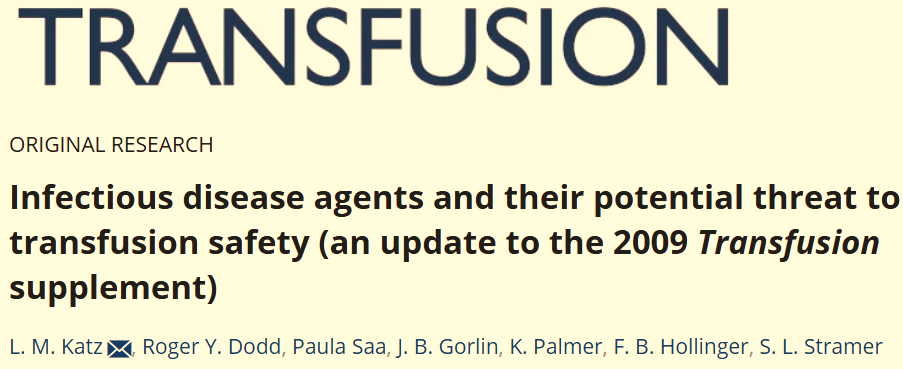 TRANSFUSION
ORIGINAL RESEARCH
Infectious disease agents and their potential threat to
transfusion safety (an update to the 2009 Transfusion
supplement)
L. M. Katz, Roger Y. Dodd, Paula Saa, J. B. Gorlin, K. Palmer, F. B. Hollinger, S. L. Stramer